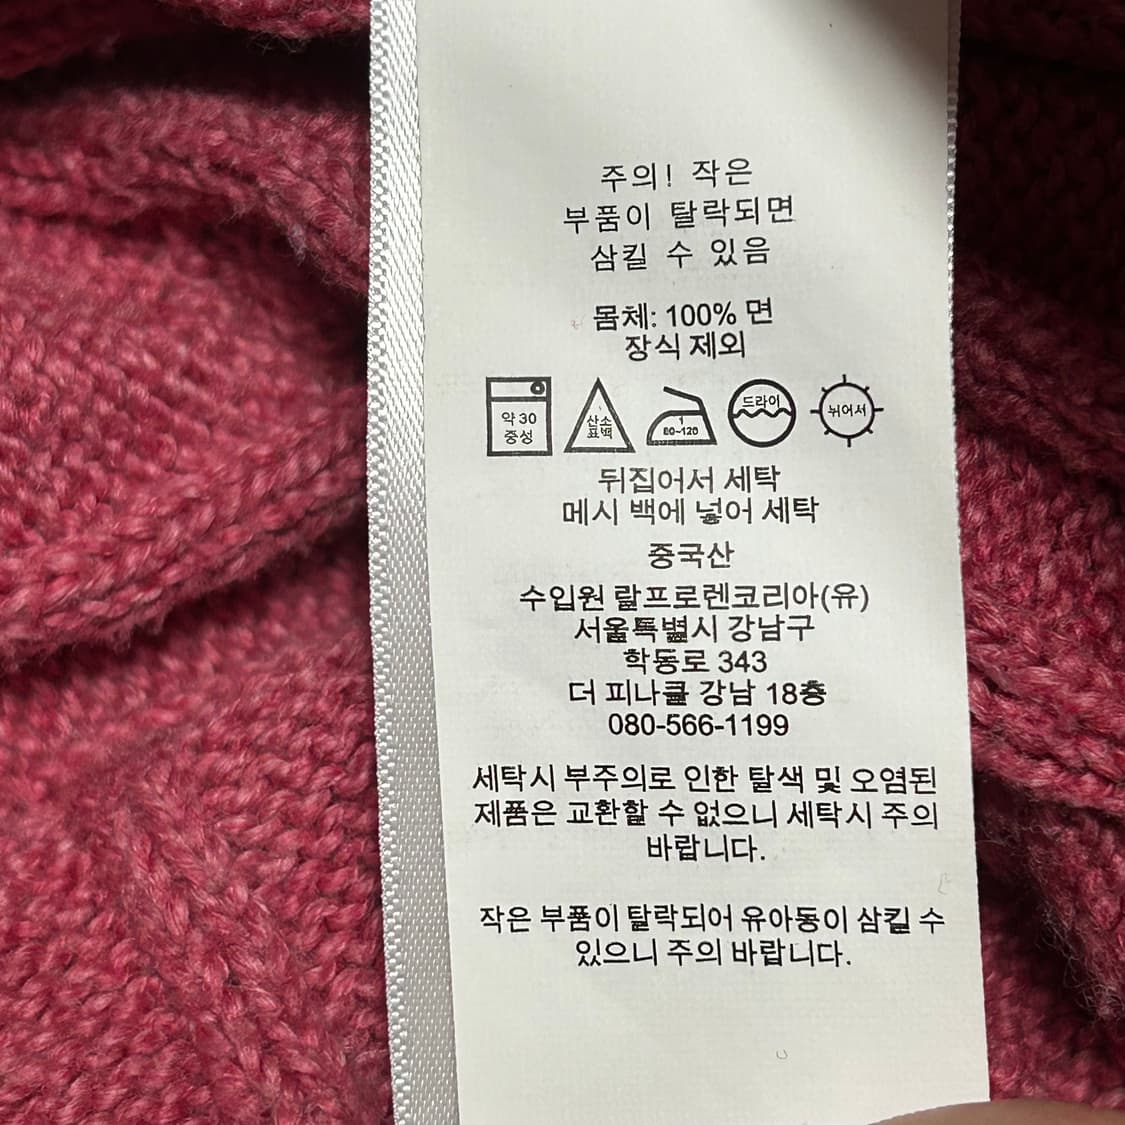 주의! 작은
부품이 탈락되면
삼킬 수 있음
몸체: 100% 면
장식 제외
약 30
중성
산소
표백
1
80~120
드라이
뉘어서
뒤집어서 세탁
메시 백에 넣어 세탁
중국산
수입원 랄프로렌코리아(유)
서울특별시 강남구
학동로 343
더 피나클 강남 18층
080-566-1199
세탁시 부주의로 인한 탈색 및 오염된
제품은 교환할 수 없으니 세탁시 주의
바랍니다.
작은 부품이 탈락되어 유아동이 삼킬 수
있으니 주의 바랍니다.